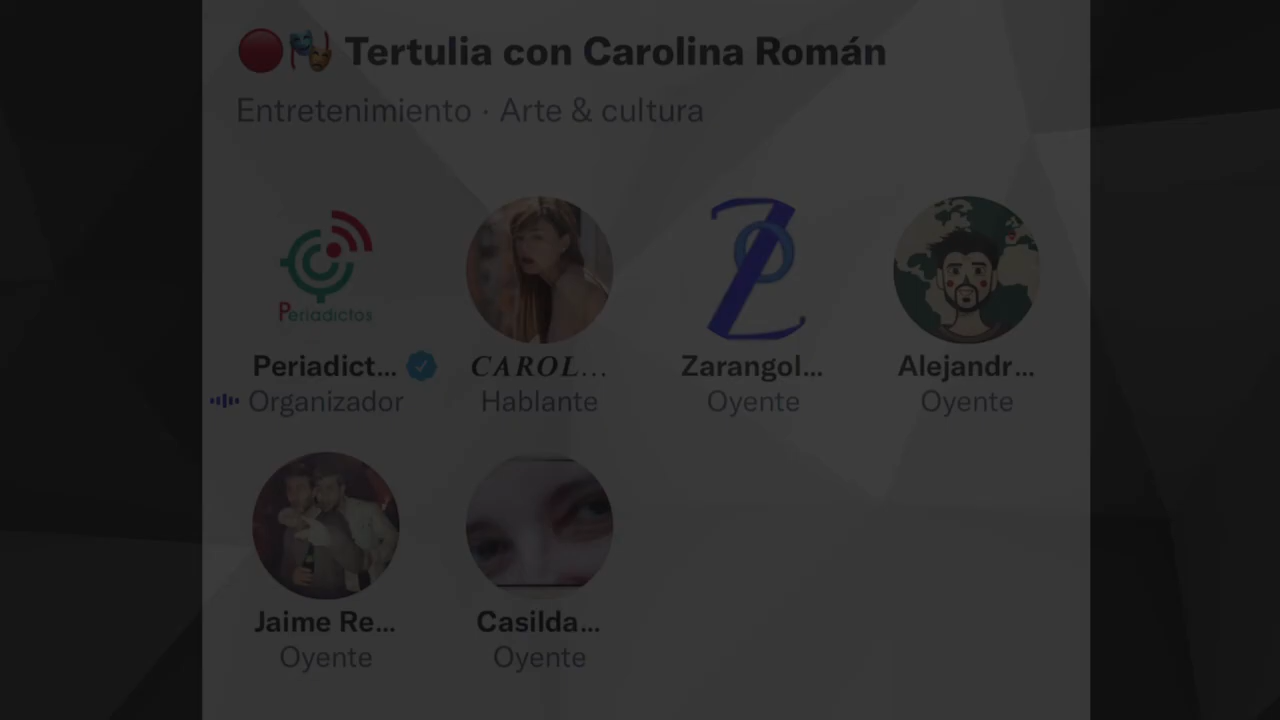 🔴🎭 Tertulia con Carolina Román
Entretenimiento · Arte & cultura
Periadictos
Periadict... CAROL... Zarangol... Alejandr...
Organizador Hablante Oyente Oyente
Jaime Re... Casilda...
Oyente Oyente